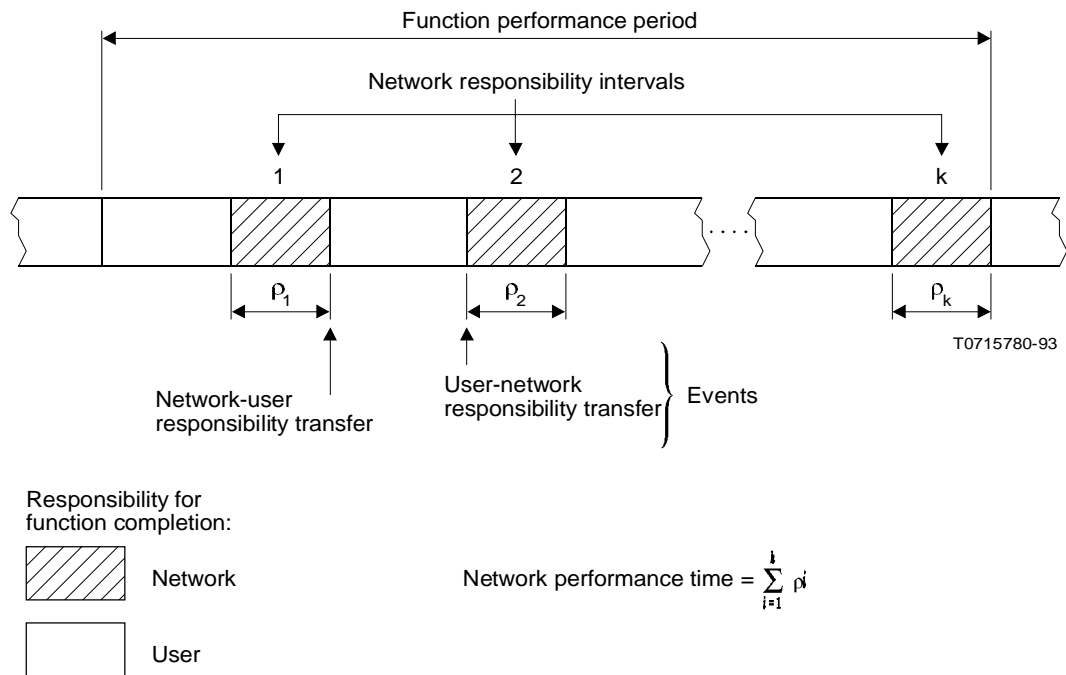 Function performance period
Network responsibility intervals
1 2 k
. . . .
ρ1 ρ2 ρk
T0715780-93
Network-user
responsibility transfer
User-network
responsibility transfer
Events
Responsibility for
function completion:
Network
User
Network performance time = k ∑ i=1 ρi